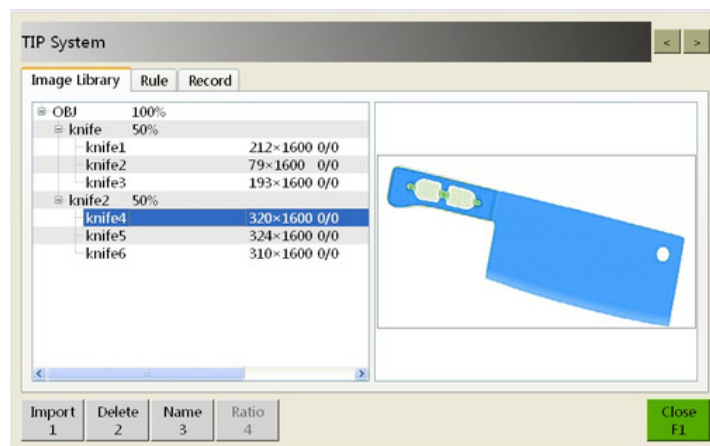 TIP System
< >
Image Library Rule Record
OBJ 100%
knife 50%
knife1 212×1600 0/0
knife2 79×1600 0/0
knife3 193×1600 0/0
knife2 50%
knife4 320×1600 0/0
knife5 324×1600 0/0
knife6 310×1600 0/0
Import Delete Name Ratio Close
1 2 3 4 F1